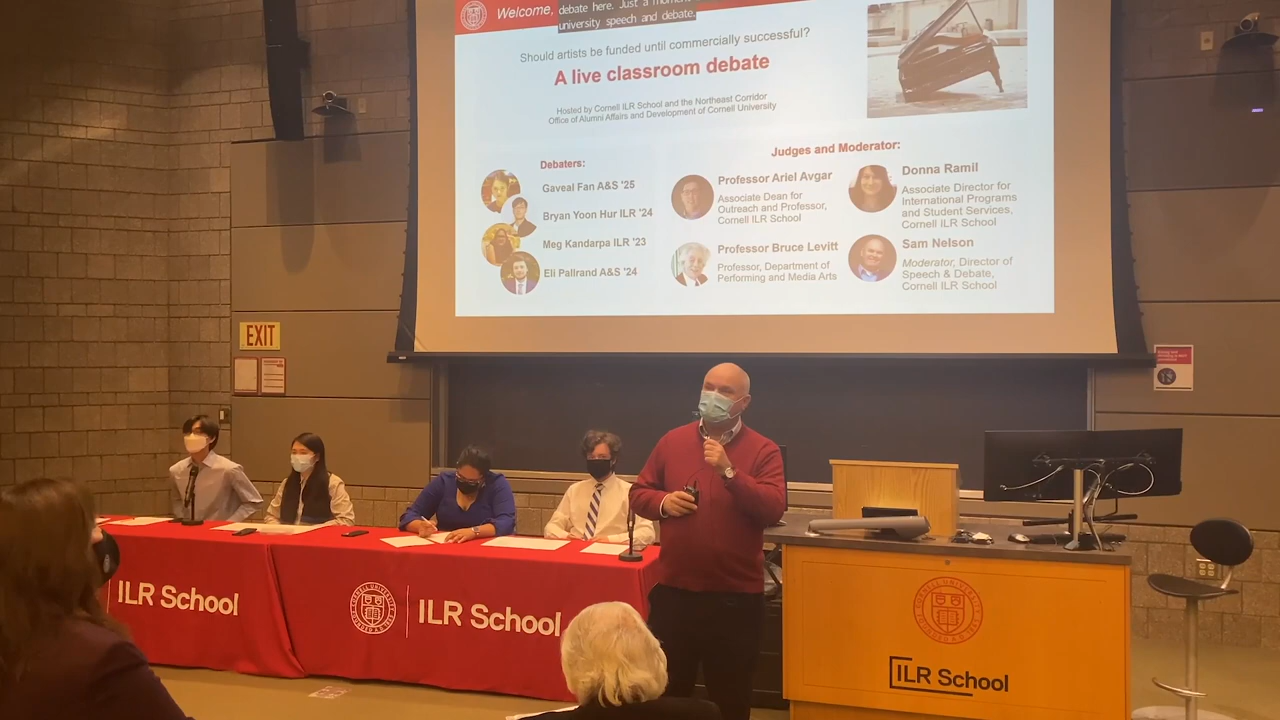 Welcome,
debate here. Just a moment
university speech and debate.
Should artists be funded until commercially successful?
A live classroom debate
Hosted by Cornell ILR School and the Northeast Corridor
Office of Alumni Affairs and Development of Cornell University
Debaters:
Gaveal Fan A&S '25
Bryan Yoon Hur ILR '24
Meg Kandarpa ILR '23
Eli Pallrand A&S '24
Judges and Moderator:
Professor Ariel Avgar
Associate Dean for
Outreach and Professor,
Cornell ILR School
Professor Bruce Levitt
Professor, Department of
Performing and Media Arts
Donna Ramil
Associate Director for
International Programs
and Student Services,
Cornell ILR School
Sam Nelson
Moderator, Director of
Speech & Debate,
Cornell ILR School
EXIT
ILR School
ILR School
ILR School